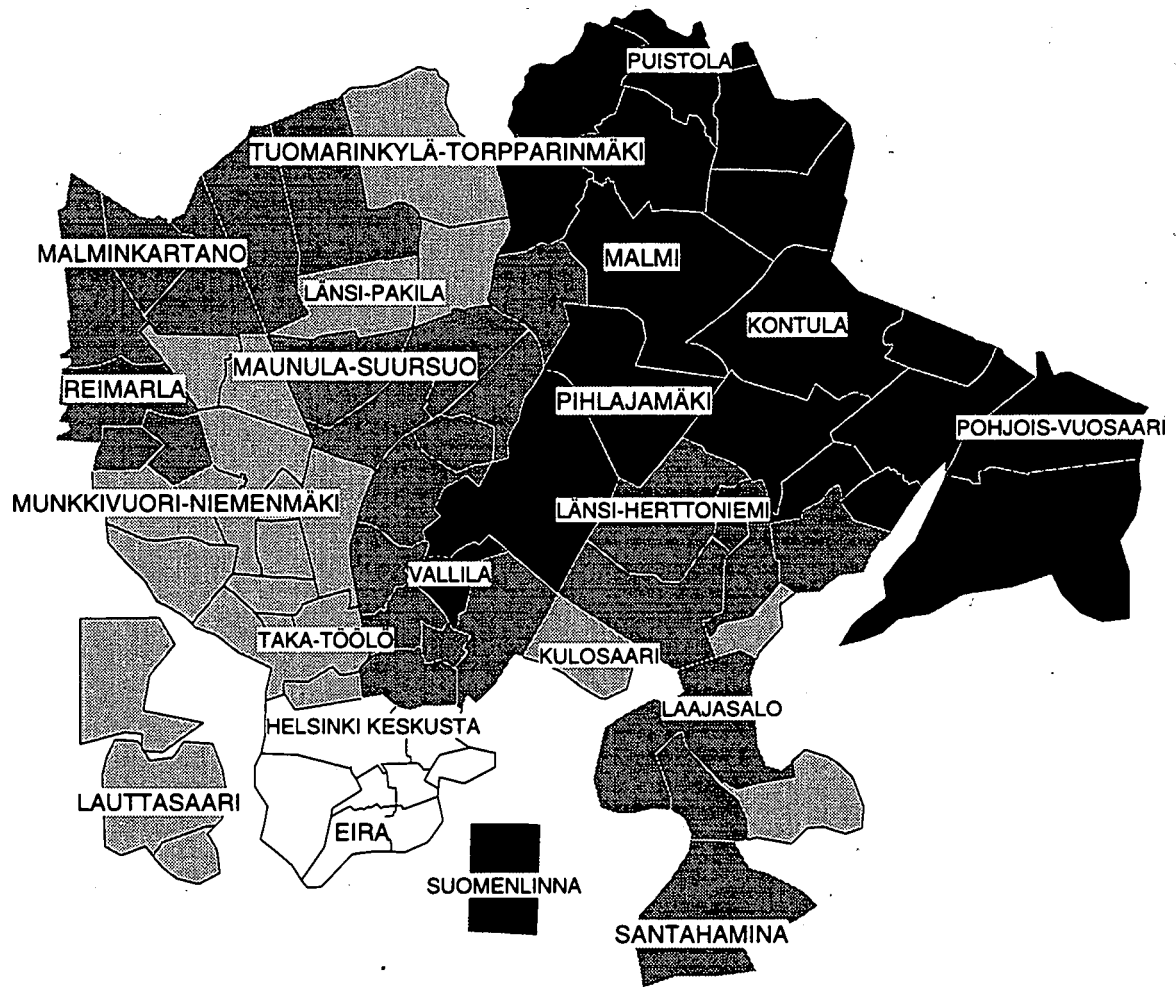 PUISTOLA
TUOMARINKYLÄ-TORPPARINMÄKI
MALMINKARTANO
MALMI
LÄNSI-PAKILA
KONTULA
MAUNULA-SUURSUO
REIMARLA
PIHLAJAMÄKI
POHJOIS-VUOSAARI
MUNKKIVUORI-NIEMENMÄKI
LÄNSI-HERTTONIEMI
VALLILA
TAKA-TÖÖLÖ
KULOSAARI
LAAJASALO
HELSINKI KESKUSTA
LAUTTASAARI
EIRA
SUOMENLINNA
SANTAHAMINA